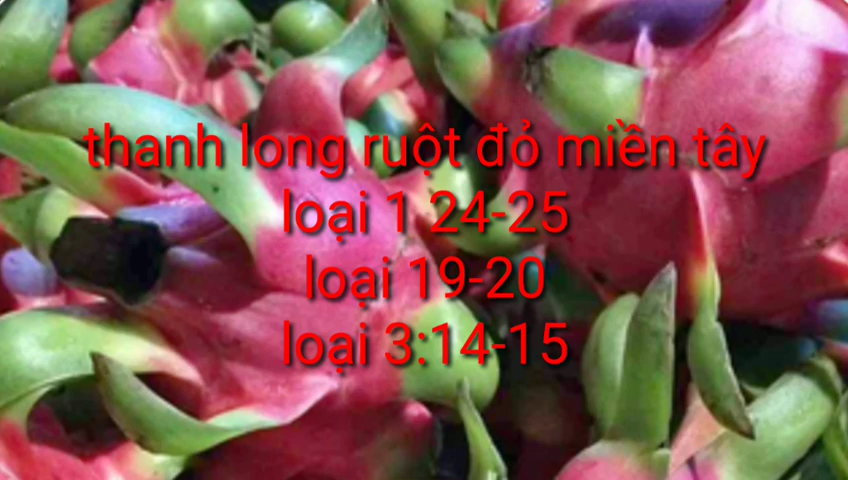 thanh long ruột đỏ miền tây
loại 1 24-25
loại 19-20
loại 3:14-15